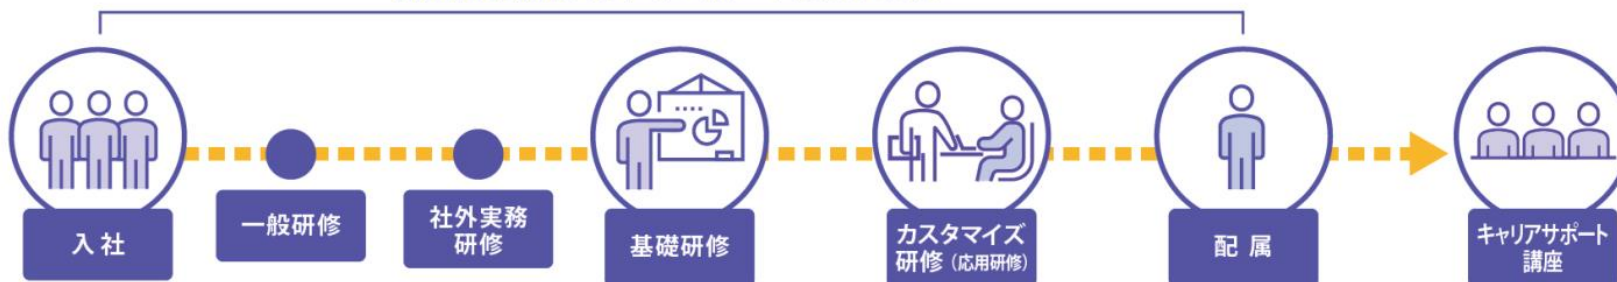 入社
一般研修
社外実務
研修
基礎研修
カスタマイズ
研修(応用研修)
配属
キャリアサポート
講座